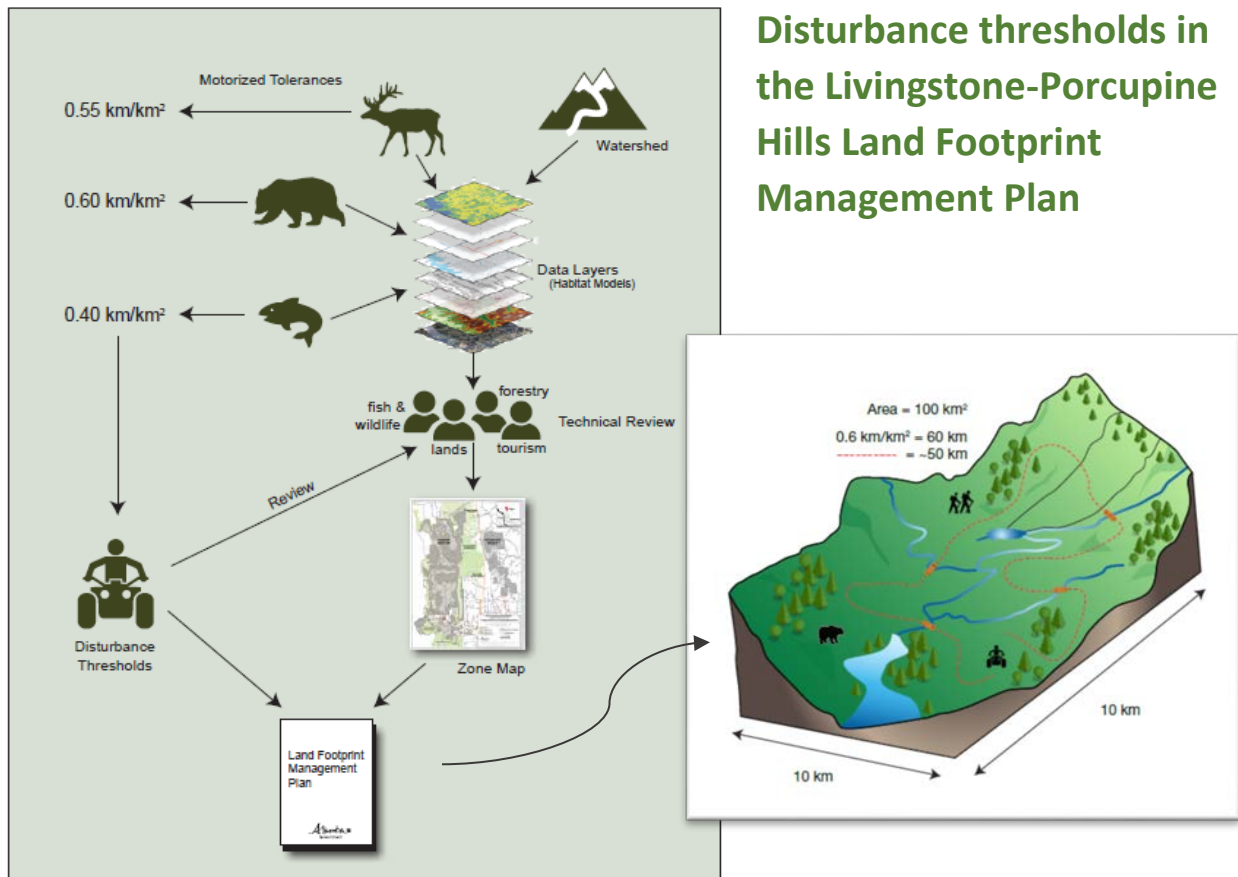 Disturbance thresholds in
the Livingstone-Porcupine
Hills Land Footprint
Management Plan
Motorized Tolerances
0.55 km/km²
Watershed
0.60 km/km²
Data Layers
(Habitat Models)
0.40 km/km²
forestry
fish &
wildlife
Technical Review
lands
tourism
Review
Disturbance
Thresholds
Zone Map
Land Footprint
Management
Plan
Alberta
Area = 100 km²
0.6 km/km² = 60 km
= ~50 km
10 km
10 km